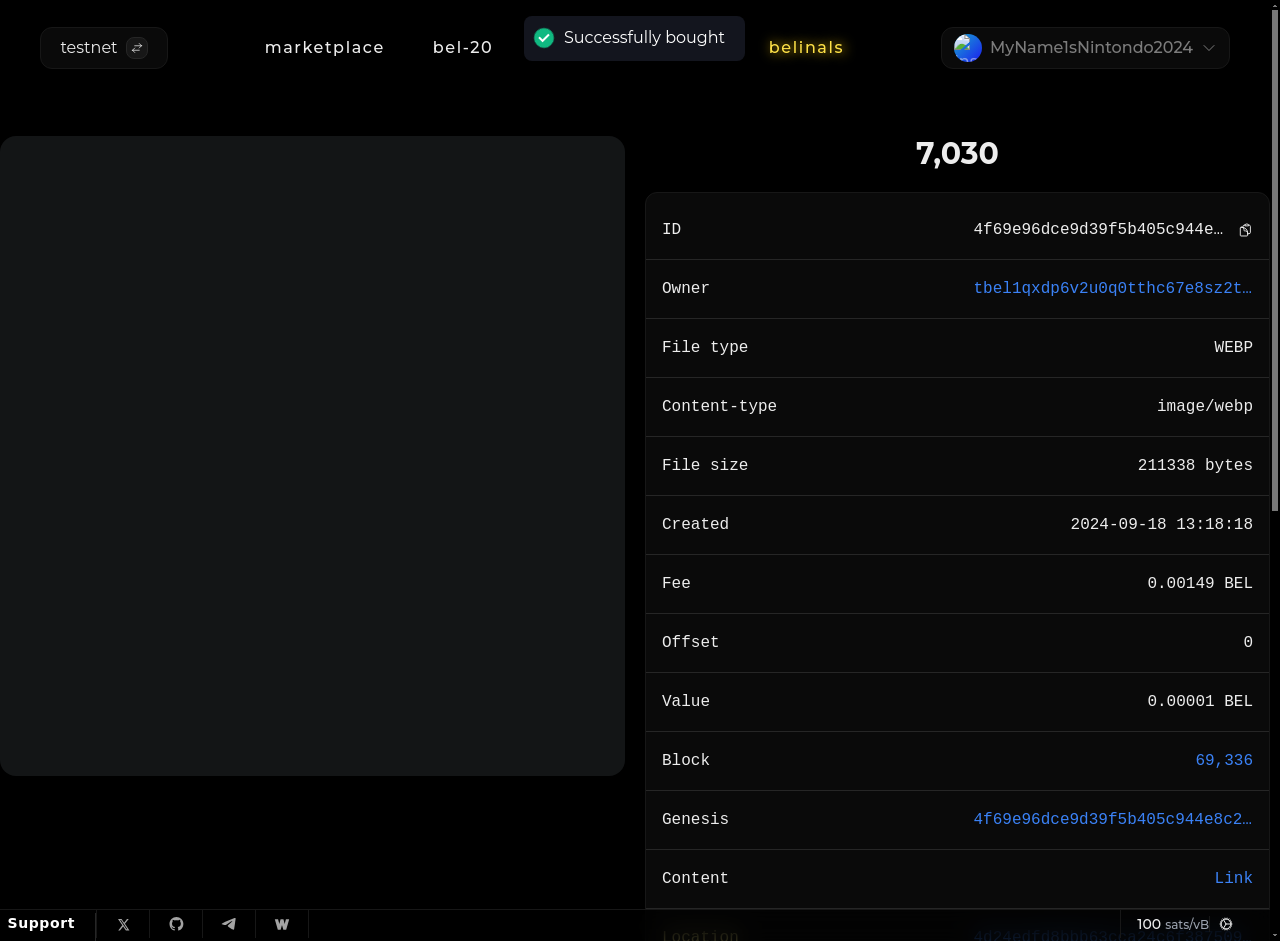 testnet
marketplace
bel-20
Successfully bought
belinals
MyName1sNintondo2024
7,030
ID
4f69e96dce9d39f5b405c944e…
Owner
tbel1qxdp6v2u0q0tthc67e8sz2t…
File type
WEBP
Content-type
image/webp
File size
211338 bytes
Created
2024-09-18 13:18:18
Fee
0.00149 BEL
Offset
0
Value
0.00001 BEL
Block
69,336
Genesis
4f69e96dce9d39f5b405c944e8c2…
Content
Link
Location
Support
100 sats/vB